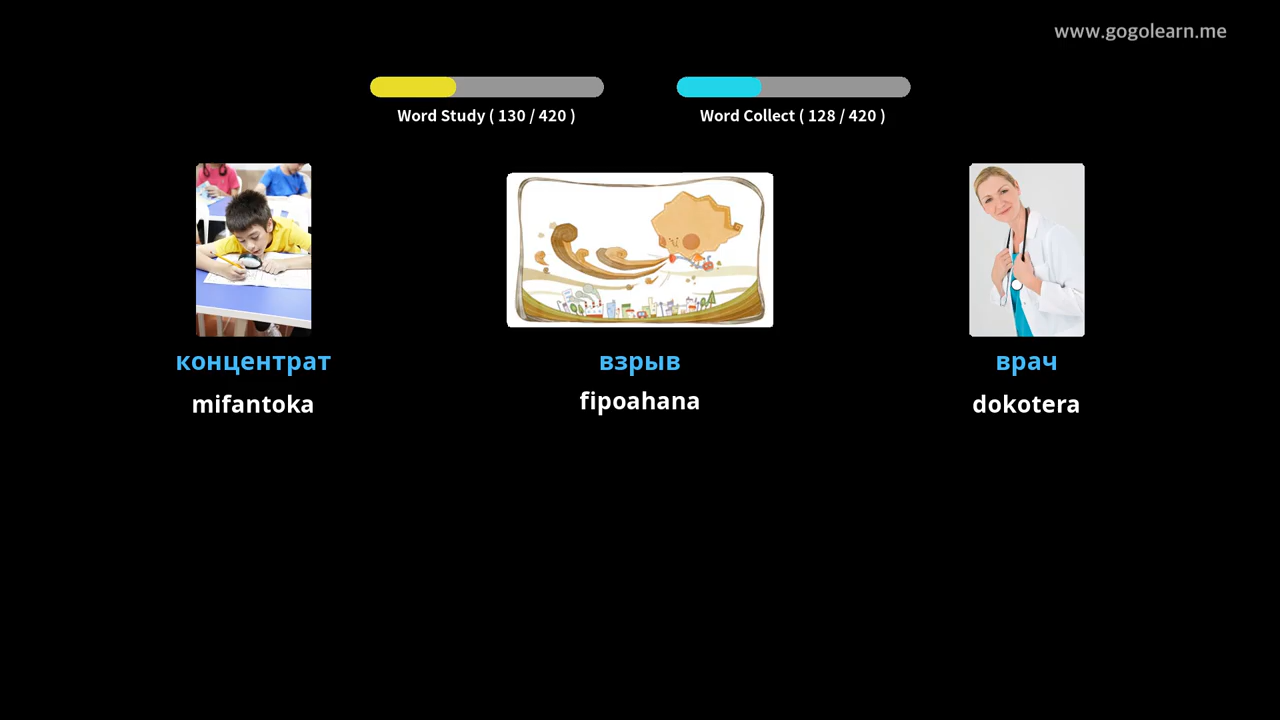 www.gogolearn.me
Word Study ( 130 / 420 )
Word Collect ( 128 / 420 )
концентрат
взрыв
врач
mifantoka
fipoahana
dokotera